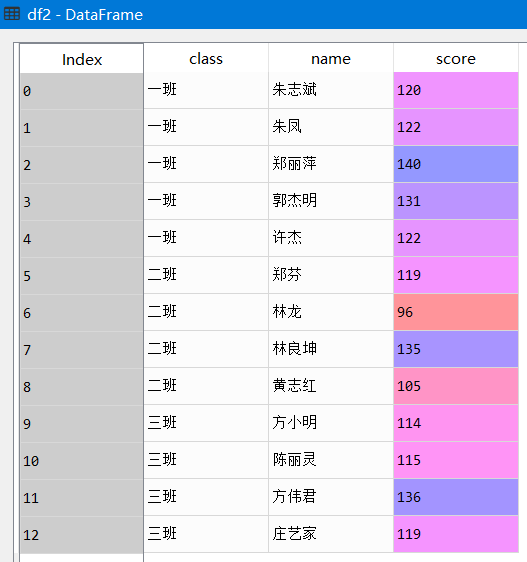 df2 - DataFrame
Index class name score
0 一班 朱志斌 120
1 一班 朱凤 122
2 一班 郑丽萍 140
3 一班 郭杰明 131
4 一班 许杰 122
5 二班 郑芬 119
6 二班 林龙 96
7 二班 林良坤 135
8 二班 黄志红 105
9 三班 方小明 114
10 三班 陈丽灵 115
11 三班 方伟君 136
12 三班 庄艺家 119